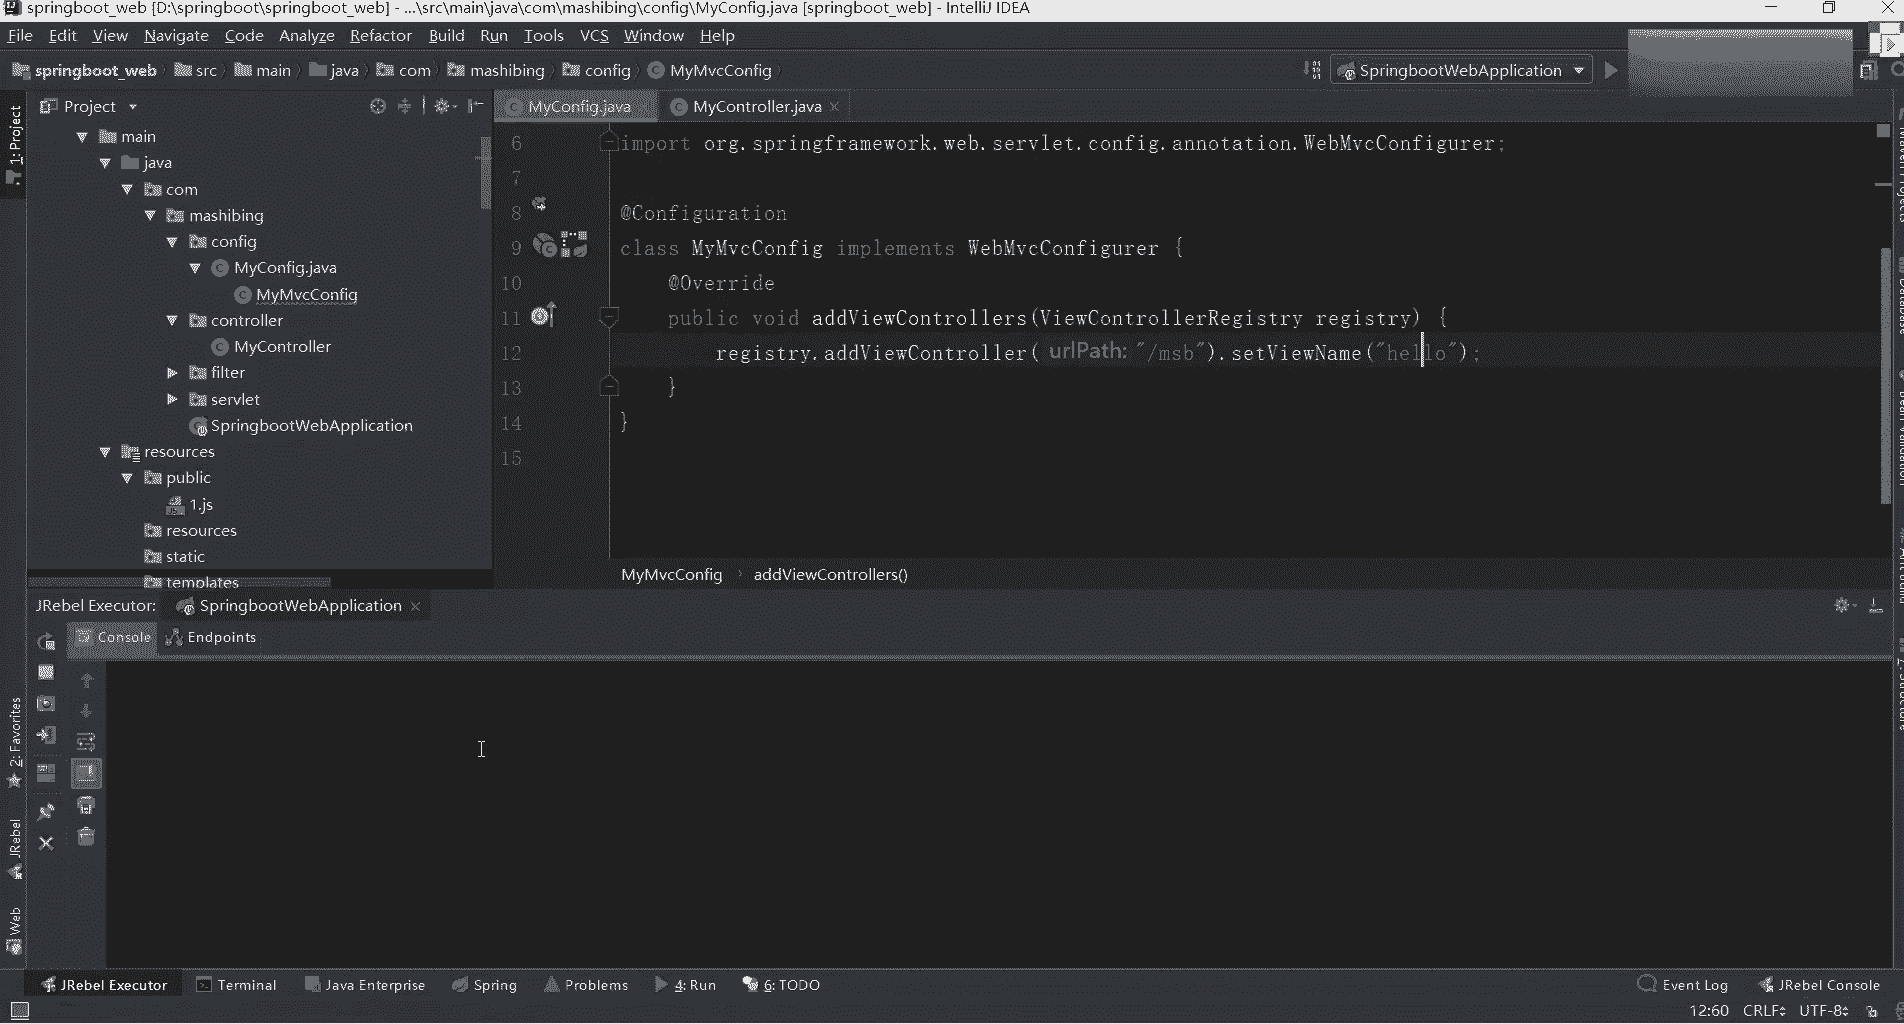 springboot_web [D:\springboot\springboot_web] - ...\src\main\java\com\mashibing\config\MyConfig.java [springboot_web] - IntelliJ IDEA
File Edit View Navigate Code Analyze Refactor Build Run Tools VCS Window Help
springboot_web src main java com mashibing config MyMvcConfig
SpringbootWebApplication
1: Project
Project
MyConfig.java
MyController.java
main
java
com
mashibing
config
MyConfig.java
MyMvcConfig
controller
MyController
filter
servlet
SpringbootWebApplication
resources
public
1.js
resources
static
templates
6 import org.springframework.web.servlet.config.annotation.WebMvcConfigurer;
7
8 @Configuration
9 class MyMvcConfig implements WebMvcConfigurer {
10 @Override
11 public void addViewControllers(ViewControllerRegistry registry) {
12 registry.addViewController( urlPath: "/msb").setViewName("hello");
13 }
14 }
15
MyMvcConfig › addViewControllers()
JRebel Executor: SpringbootWebApplication
Console Endpoints
2: Favorites
JRebel
Web
JRebel Executor Terminal Java Enterprise Spring Problems 4: Run 6: TODO
Event Log JRebel Console
12:60 CRLF UTF-8